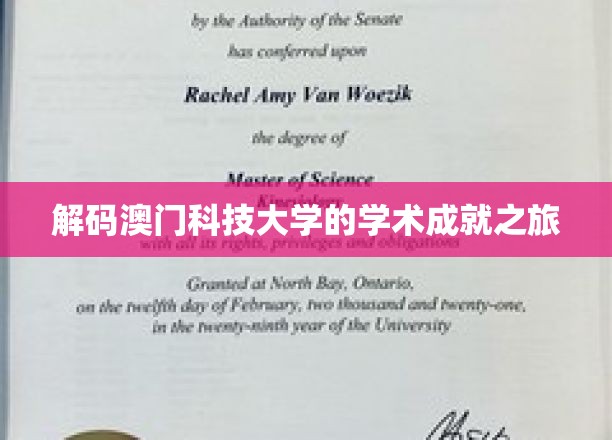 by the Authority of the Senate
has conferred upon
Rachel Amy Van Woezik
the degree of
Master of Science
Kinesiology
解码澳门科技大学的学术成就之旅
with all its rights, privileges and obligations
Granted at North Bay, Ontario,
on the twelfth day of February, two thousand and twenty-one,
in the twenty-ninth year of the University